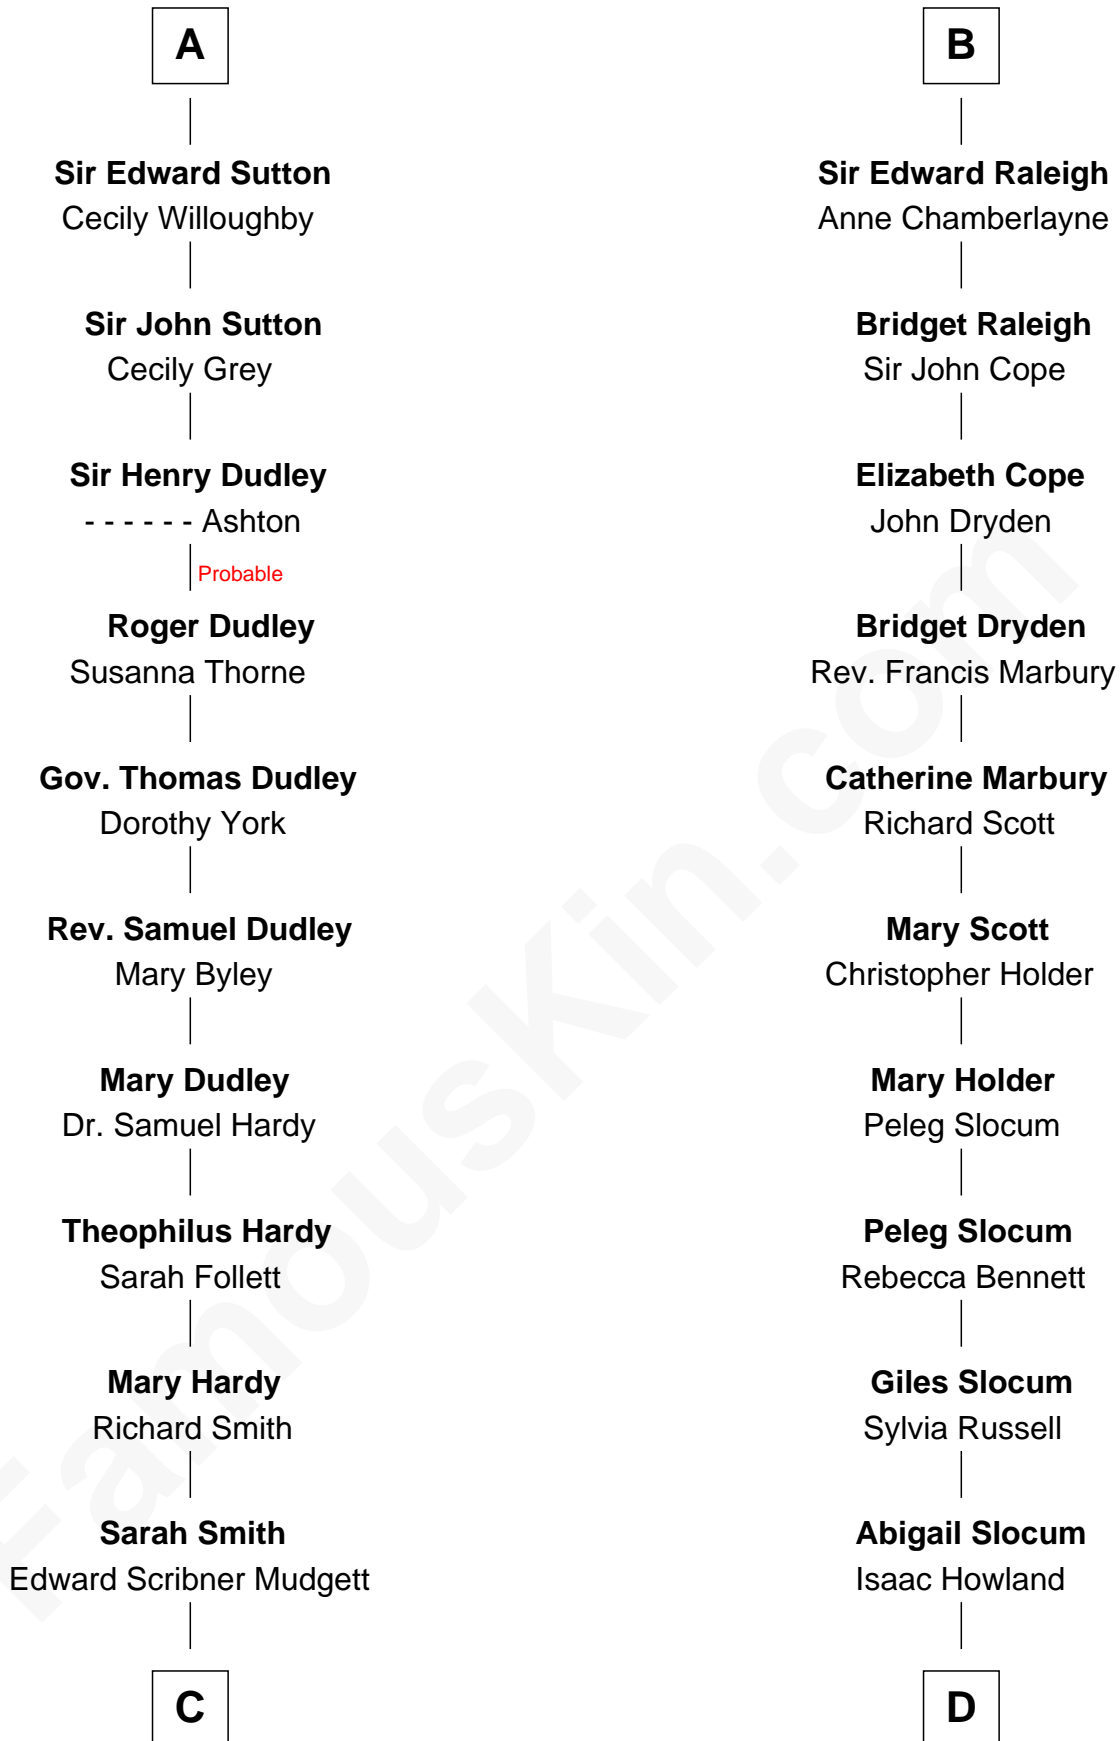 A
Sir Edward Sutton
Cecily Willoughby
Sir John Sutton
Cecily Grey
Sir Henry Dudley
- - - - - - Ashton
Probable
Roger Dudley
Susanna Thorne
Gov. Thomas Dudley
Dorothy York
Rev. Samuel Dudley
Mary Byley
Mary Dudley
Dr. Samuel Hardy
Theophilus Hardy
Sarah Follett
Mary Hardy
Richard Smith
Sarah Smith
Edward Scribner Mudgett
C
B
Sir Edward Raleigh
Anne Chamberlayne
Bridget Raleigh
Sir John Cope
Elizabeth Cope
John Dryden
Bridget Dryden
Rev. Francis Marbury
Catherine Marbury
Richard Scott
Mary Scott
Christopher Holder
Mary Holder
Peleg Slocum
Peleg Slocum
Rebecca Bennett
Giles Slocum
Sylvia Russell
Abigail Slocum
Isaac Howland
D
FamousKin.com